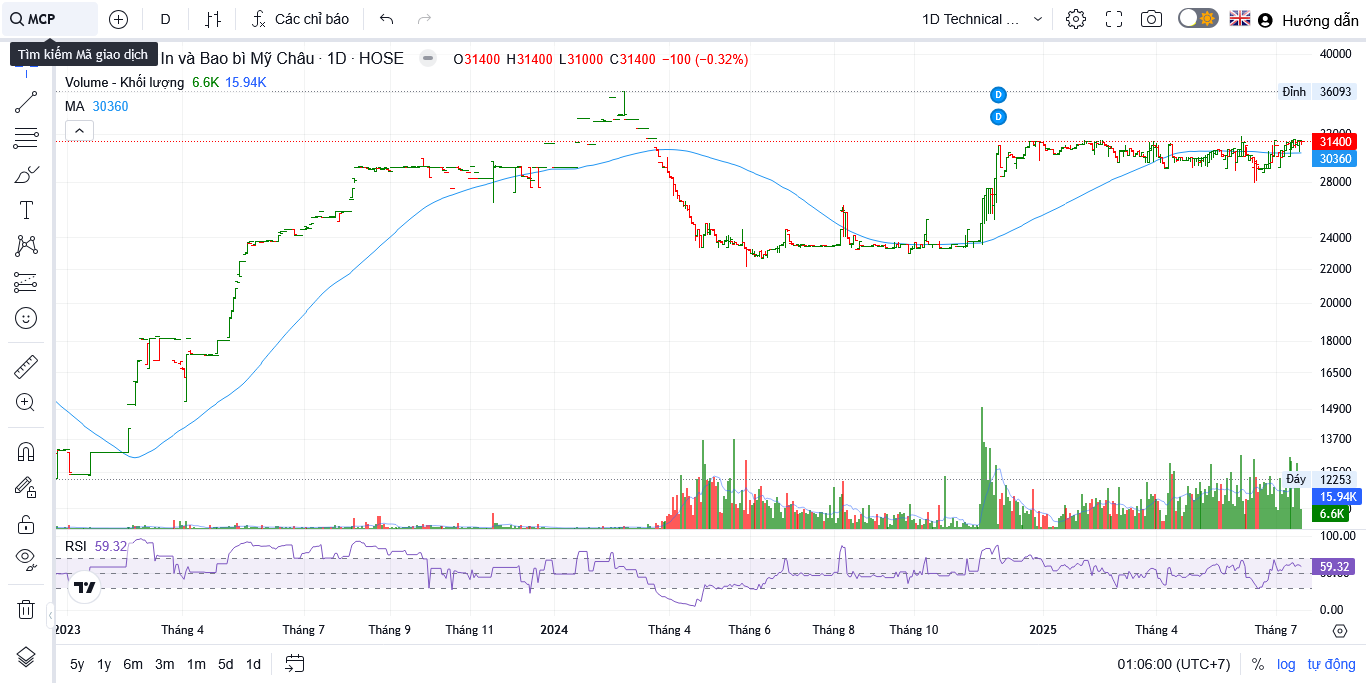 MCP
D
Các chỉ báo
1D Technical ...
Hướng dẫn
Tìm kiếm Mã giao dịch
In và Bao bì Mỹ Châu · 1D · HOSE
O31400 H31400 L31000 C31400 −100 (−0.32%)
Volume - Khối lượng 6.6K 15.94K
MA 30360
D
D
40000
Đỉnh 36093
31400
30360
28000
24000
22000
20000
18000
16500
14900
13700
Đáy 12253
15.94K
6.6K
RSI 59.32
100.00
59.32
0.00
2023 Tháng 4 Tháng 7 Tháng 9 Tháng 11 2024 Tháng 4 Tháng 6 Tháng 8 Tháng 10 2025 Tháng 4 Tháng 7
5y 1y 6m 3m 1m 5d 1d
01:06:00 (UTC+7) % log tự động